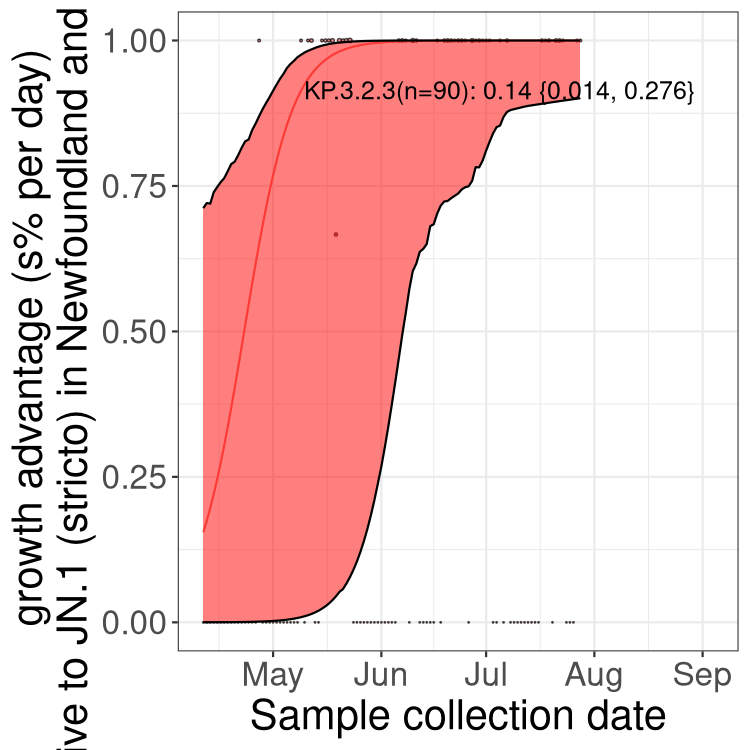 growth advantage (s% per day)
ive to JN.1 (stricto) in Newfoundland and
1.00
0.75
0.50
0.25
0.00
KP.3.2.3(n=90): 0.14 {0.014, 0.276}
May Jun Jul Aug Sep
Sample collection date